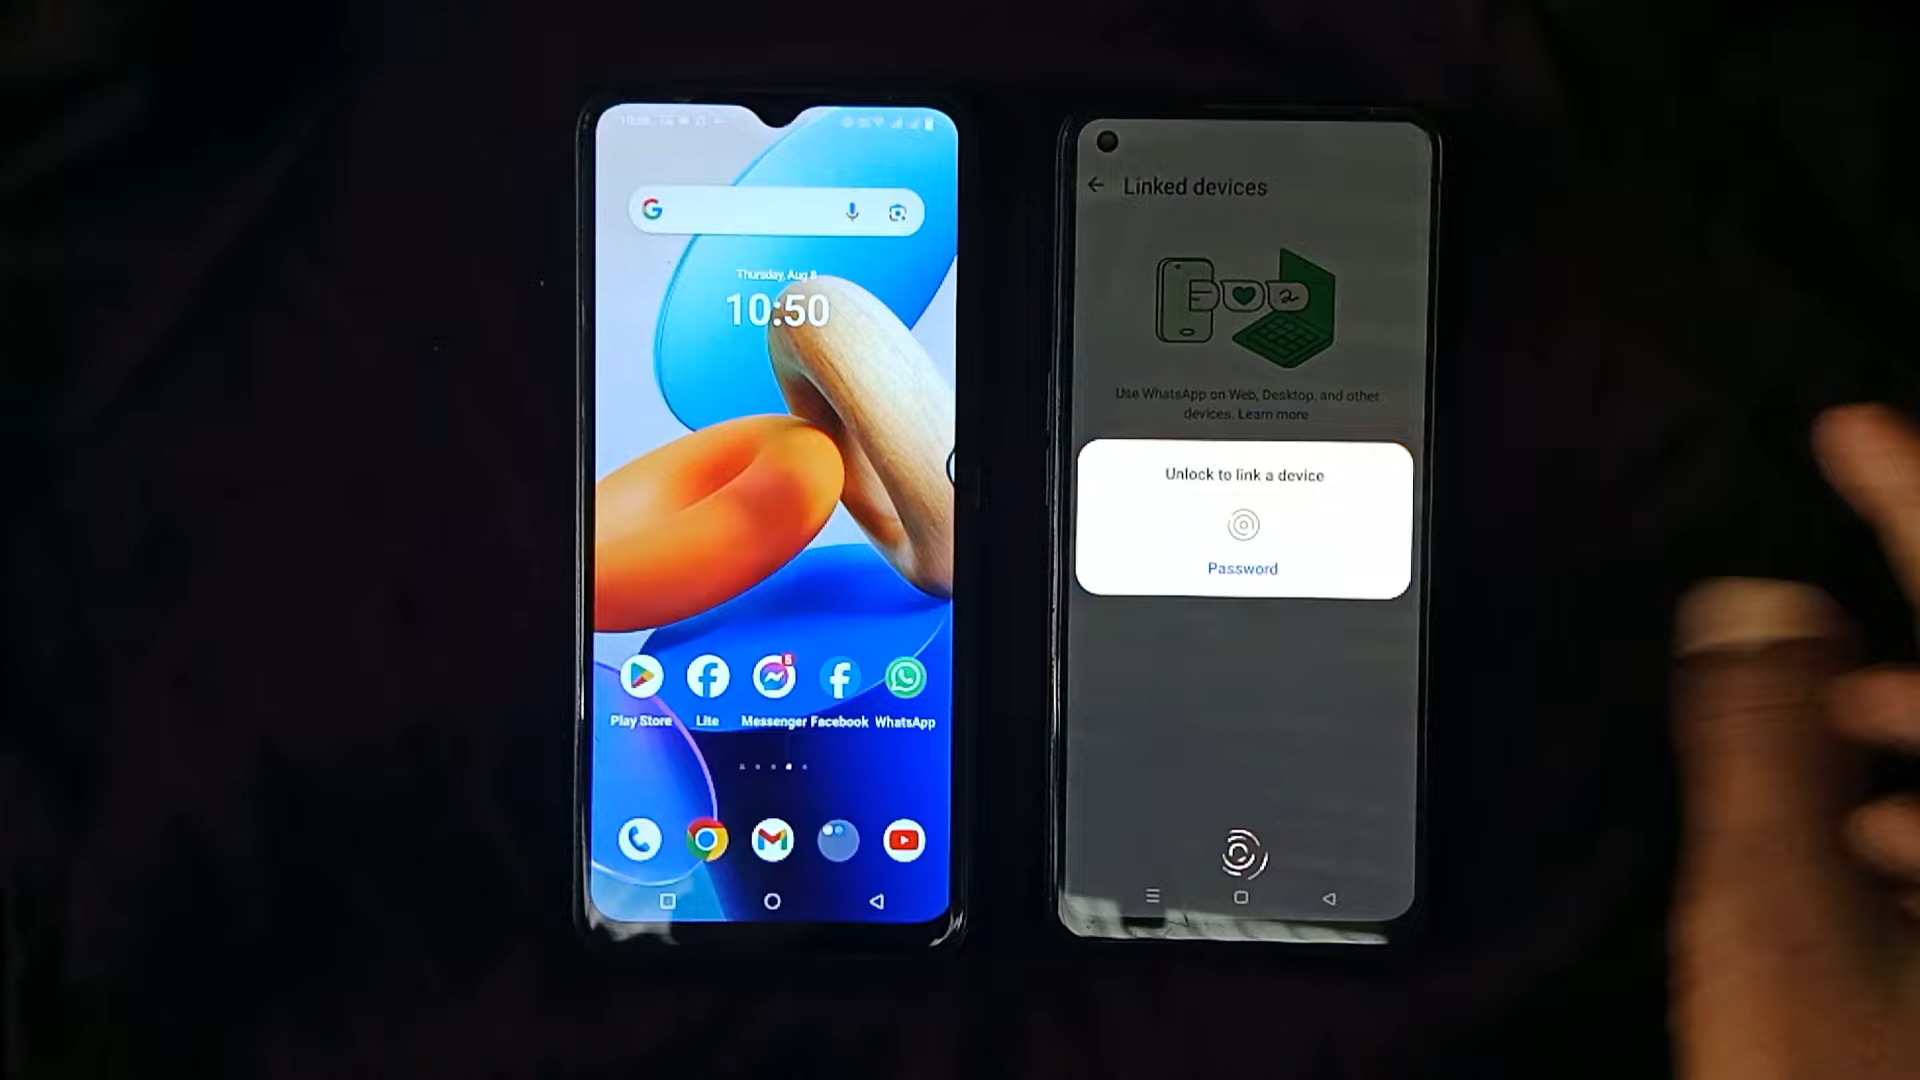 Thursday, Aug 8
10:50
Play Store
Lite
5
Messenger
Facebook
WhatsApp
Linked devices
Use WhatsApp on Web, Desktop, and other
devices. Learn more
Unlock to link a device
Password